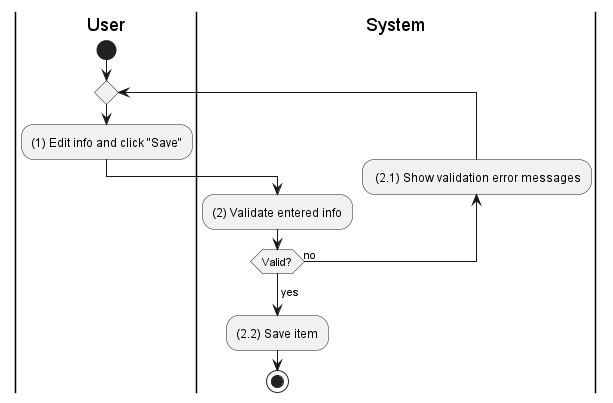 User
System
(1) Edit info and click "Save"
(2.1) Show validation error messages
(2) Validate entered info
Valid?
no
yes
(2.2) Save item